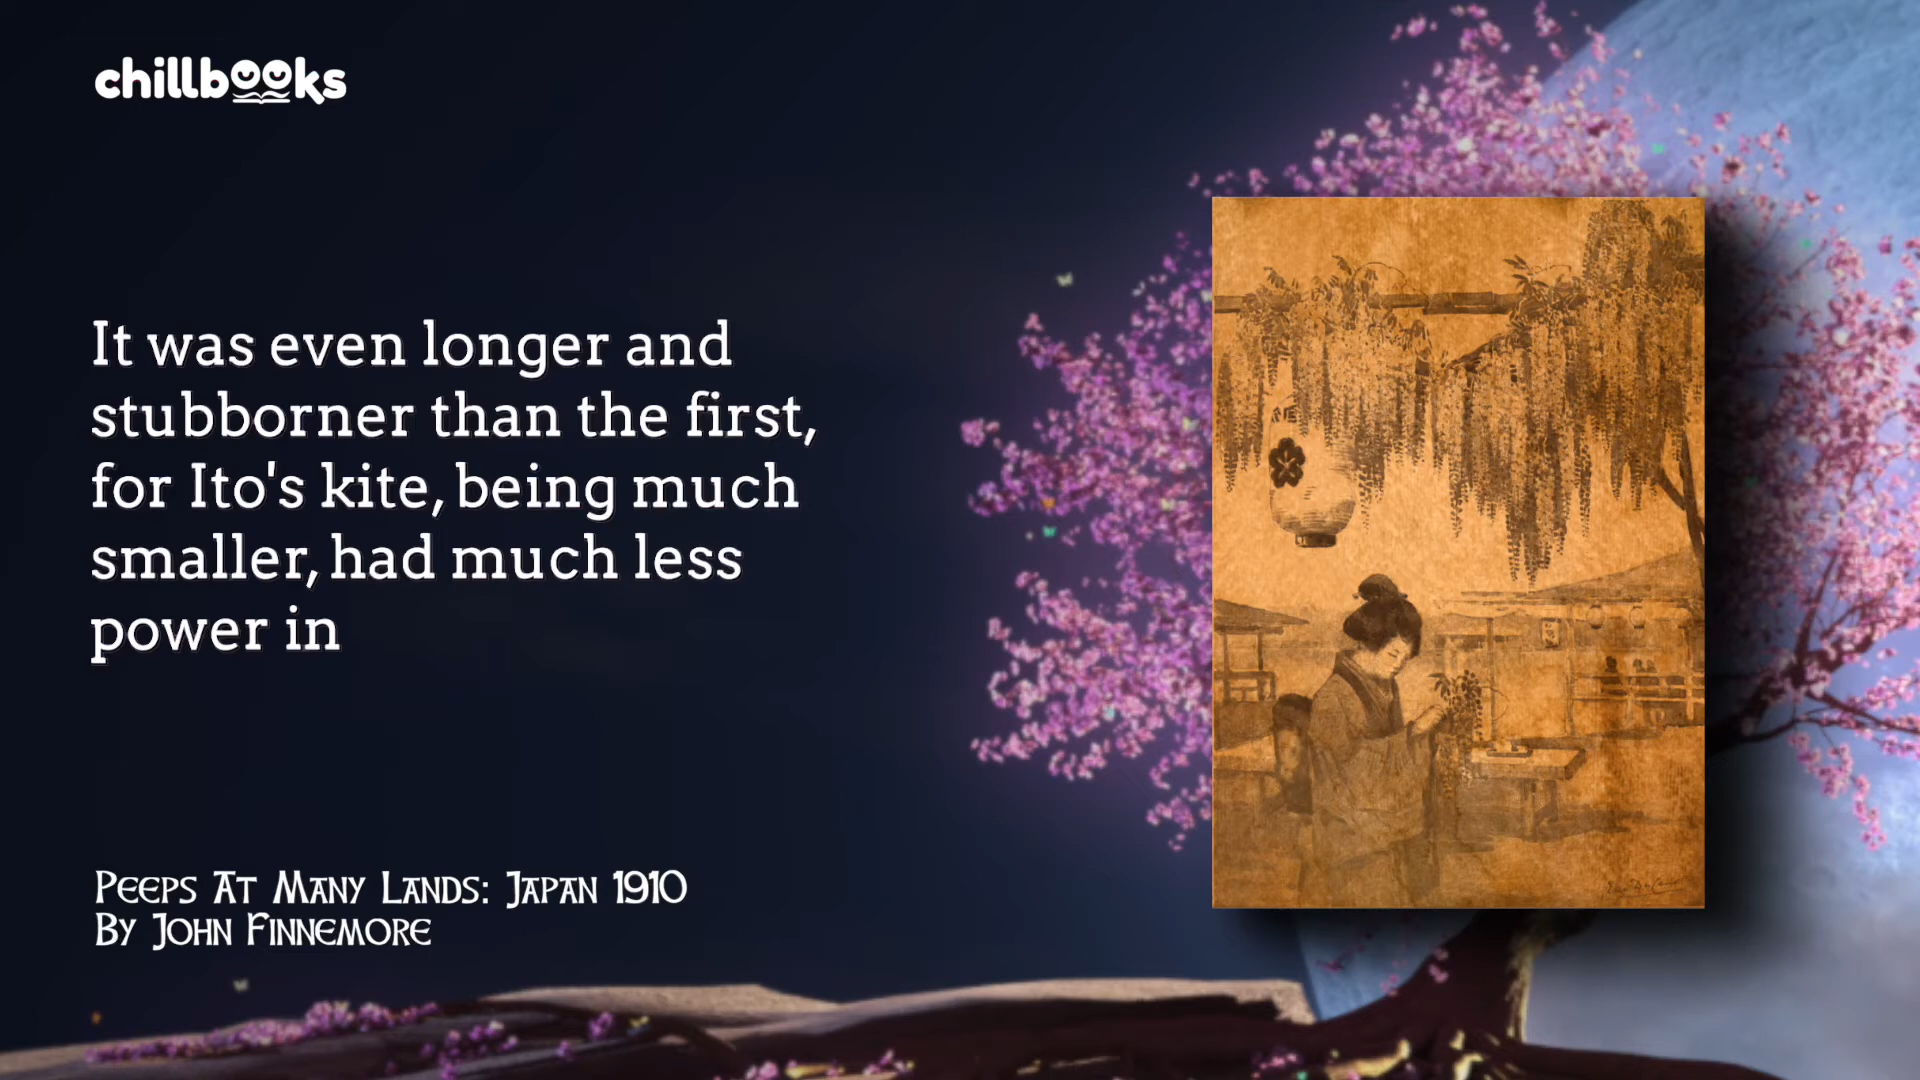 chillbooks
It was even longer and
stubborner than the first,
for Ito's kite, being much
smaller, had much less
power in
Peeps At Many Lands: Japan 1910
By John Finnemore